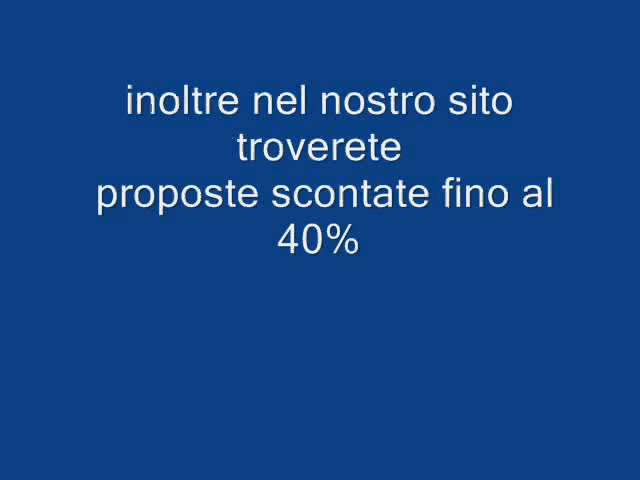 inoltre nel nostro sito
troverete
proposte scontate fino al
40%